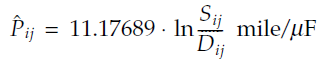 P̂ij = 11.17689 · ln Sij/Dij mile/μF